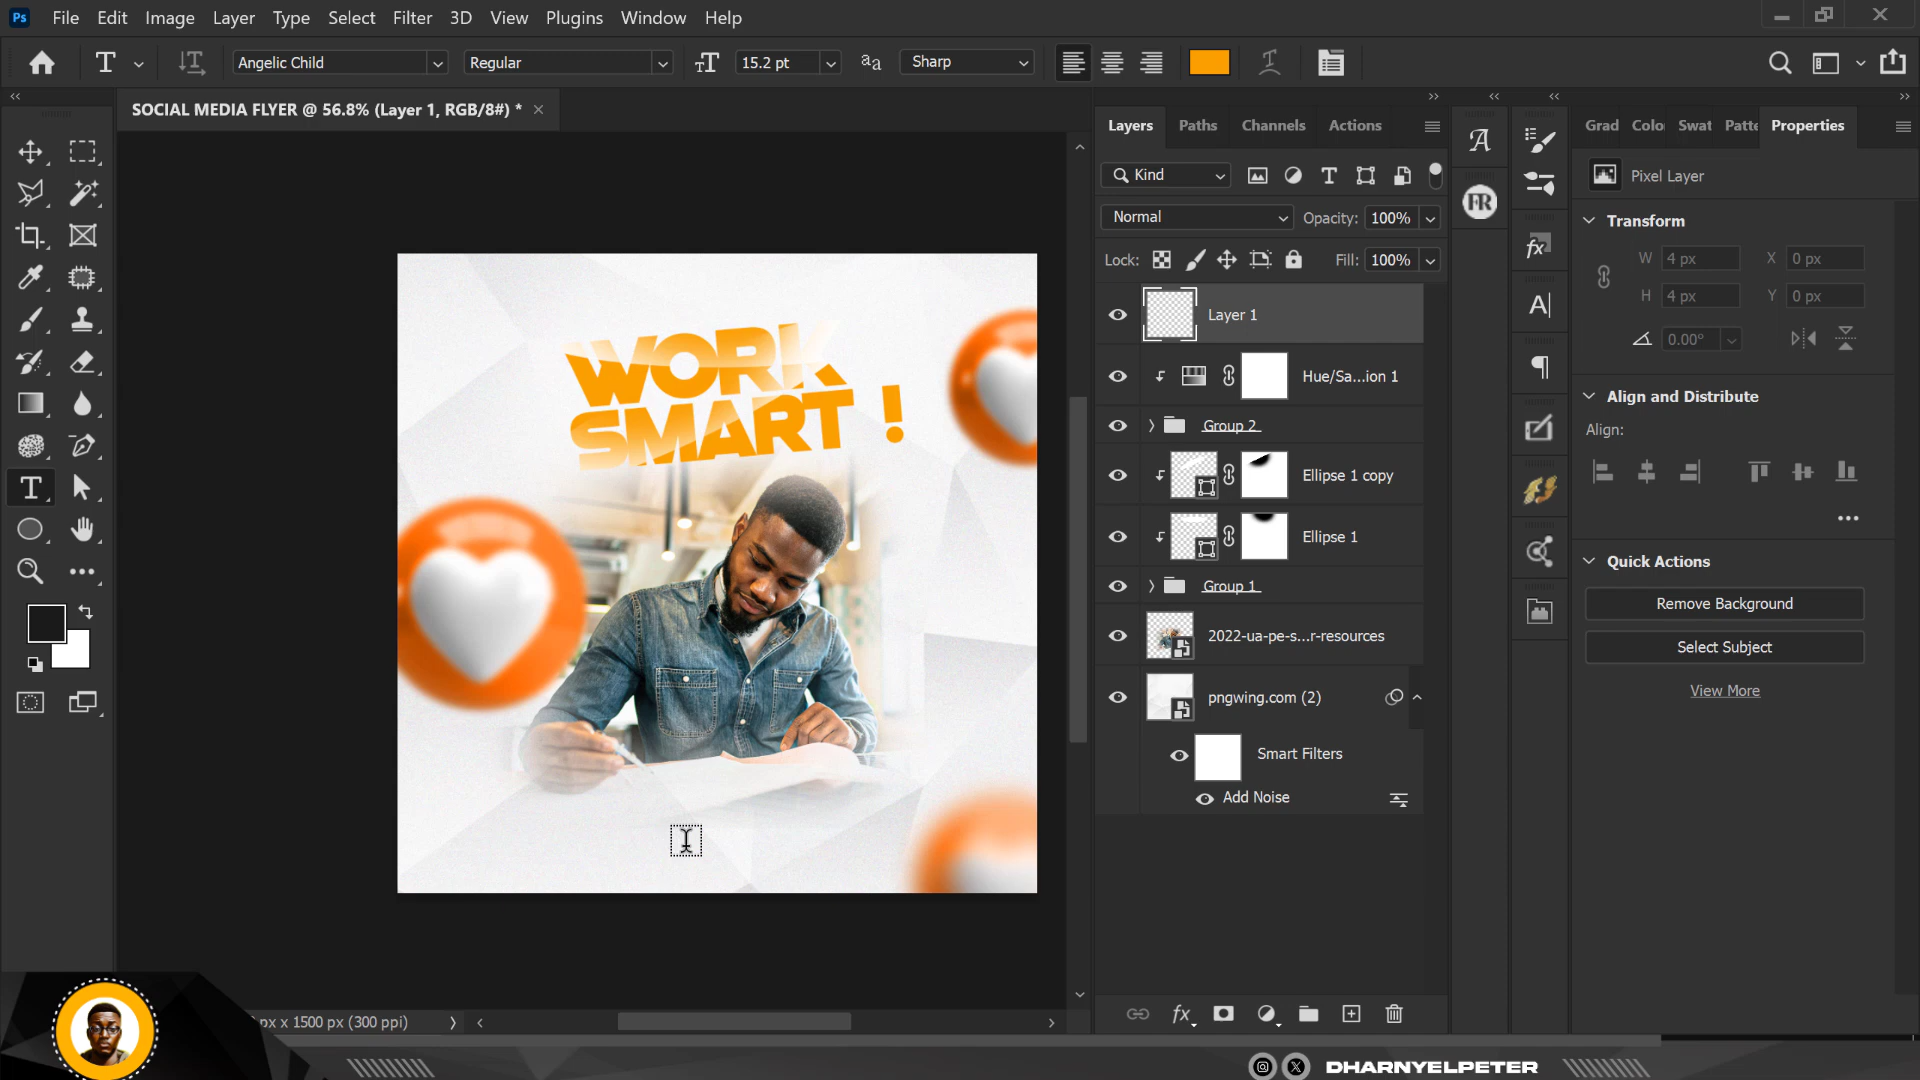 Ps File Edit Image Layer Type Select Filter 3D View Plugins Window Help
Angelic Child Regular 15.2 pt aa Sharp
SOCIAL MEDIA FLYER @ 56.8% (Layer 1, RGB/8#) *
Layers Paths Channels Actions
Grad Colo Swat Patte Properties
Kind
Pixel Layer
Normal Opacity: 100%
Transform
Lock: Fill: 100%
W 4 px X 0 px
H 4 px Y 0 px
0.00°
Layer 1
Hue/Sa...ion 1
Group 2
Ellipse 1 copy
Ellipse 1
Group 1
2022-ua-pe-s...r-resources
pngwing.com (2)
Smart Filters
Add Noise
Align and Distribute
Align:
Quick Actions
Remove Background
Select Subject
View More
FR
WORK
SMART !
px x 1500 px (300 ppi)
DHARNYELPETER